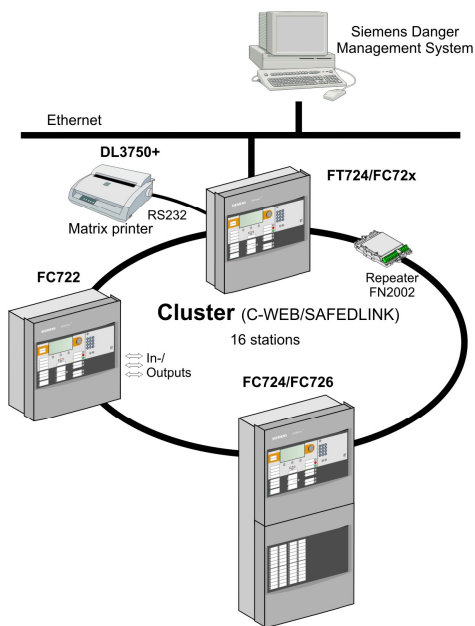 Siemens Danger
Management System
Ethernet
DL3750+
FT724/FC72x
RS232
Matrix printer
Repeater
FN2002
FC722
Cluster (C-WEB/SAFEDLINK)
16 stations
In-/
Outputs
FC724/FC726